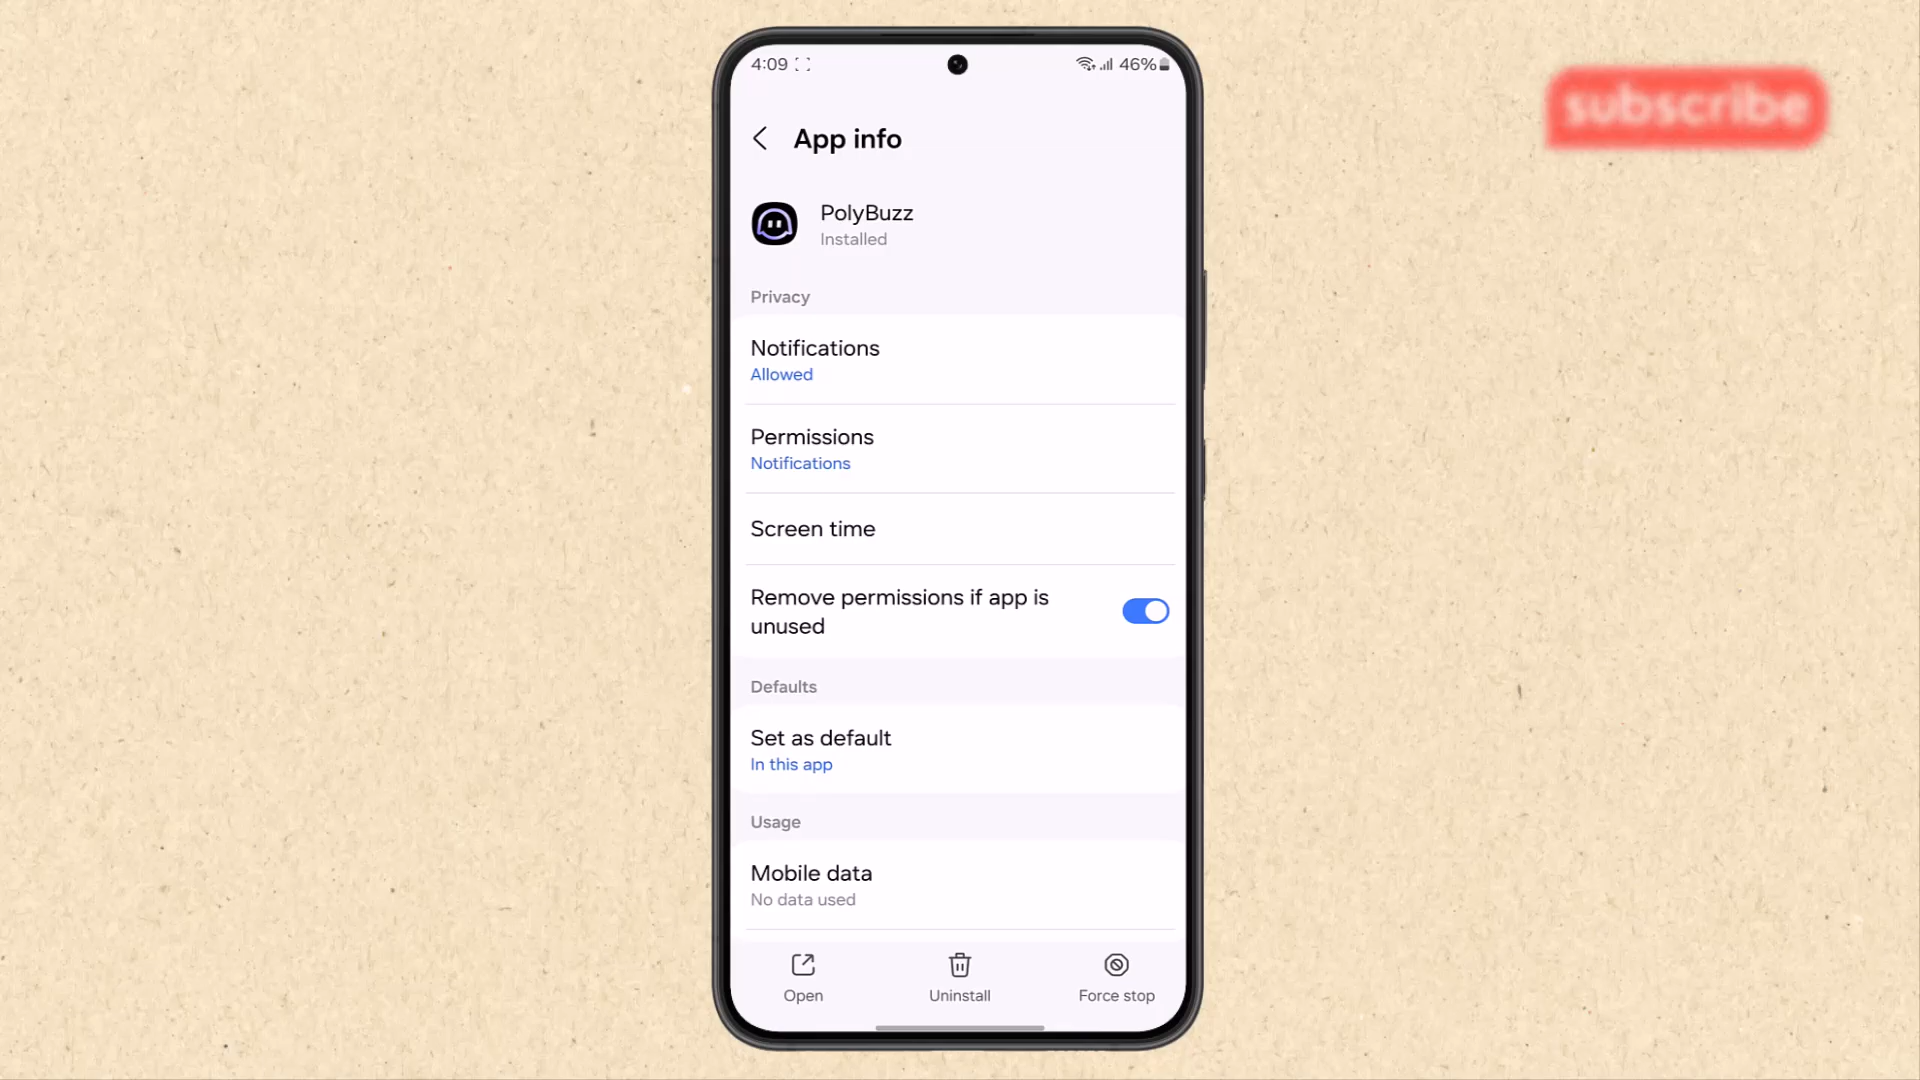 4:09
46%
App info
PolyBuzz
Installed
Privacy
Notifications
Allowed
Permissions
Notifications
Screen time
Remove permissions if app is
unused
Defaults
Set as default
In this app
Usage
Mobile data
No data used
Open
Uninstall
Force stop
subscribe